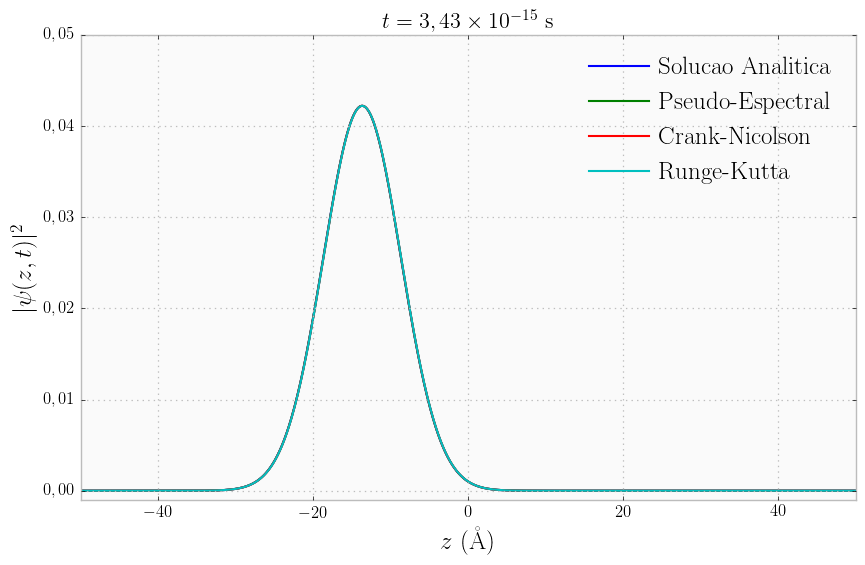 t = 3,43 × 10⁻¹⁵ s
0,05
0,04
0,03
0,02
0,01
0,00
|ψ(z, t)|²
Solucao Analitica
Pseudo-Espectral
Crank-Nicolson
Runge-Kutta
−40
−20
0
20
40
z (Å)